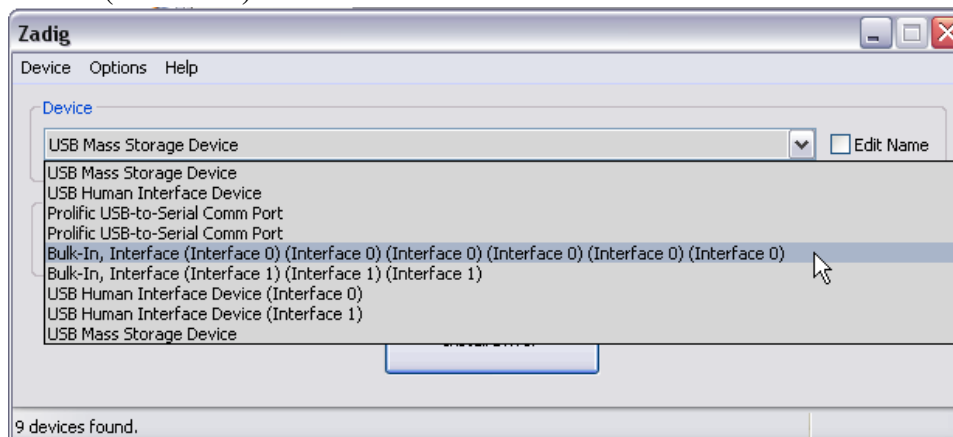 Zadig
Device Options Help
Device
USB Mass Storage Device Edit Name
USB Mass Storage Device
USB Human Interface Device
Prolific USB-to-Serial Comm Port
Prolific USB-to-Serial Comm Port
Bulk-In, Interface (Interface 0) (Interface 0) (Interface 0) (Interface 0) (Interface 0) (Interface 0)
Bulk-In, Interface (Interface 1) (Interface 1) (Interface 1)
USB Human Interface Device (Interface 0)
USB Human Interface Device (Interface 1)
USB Mass Storage Device
9 devices found.